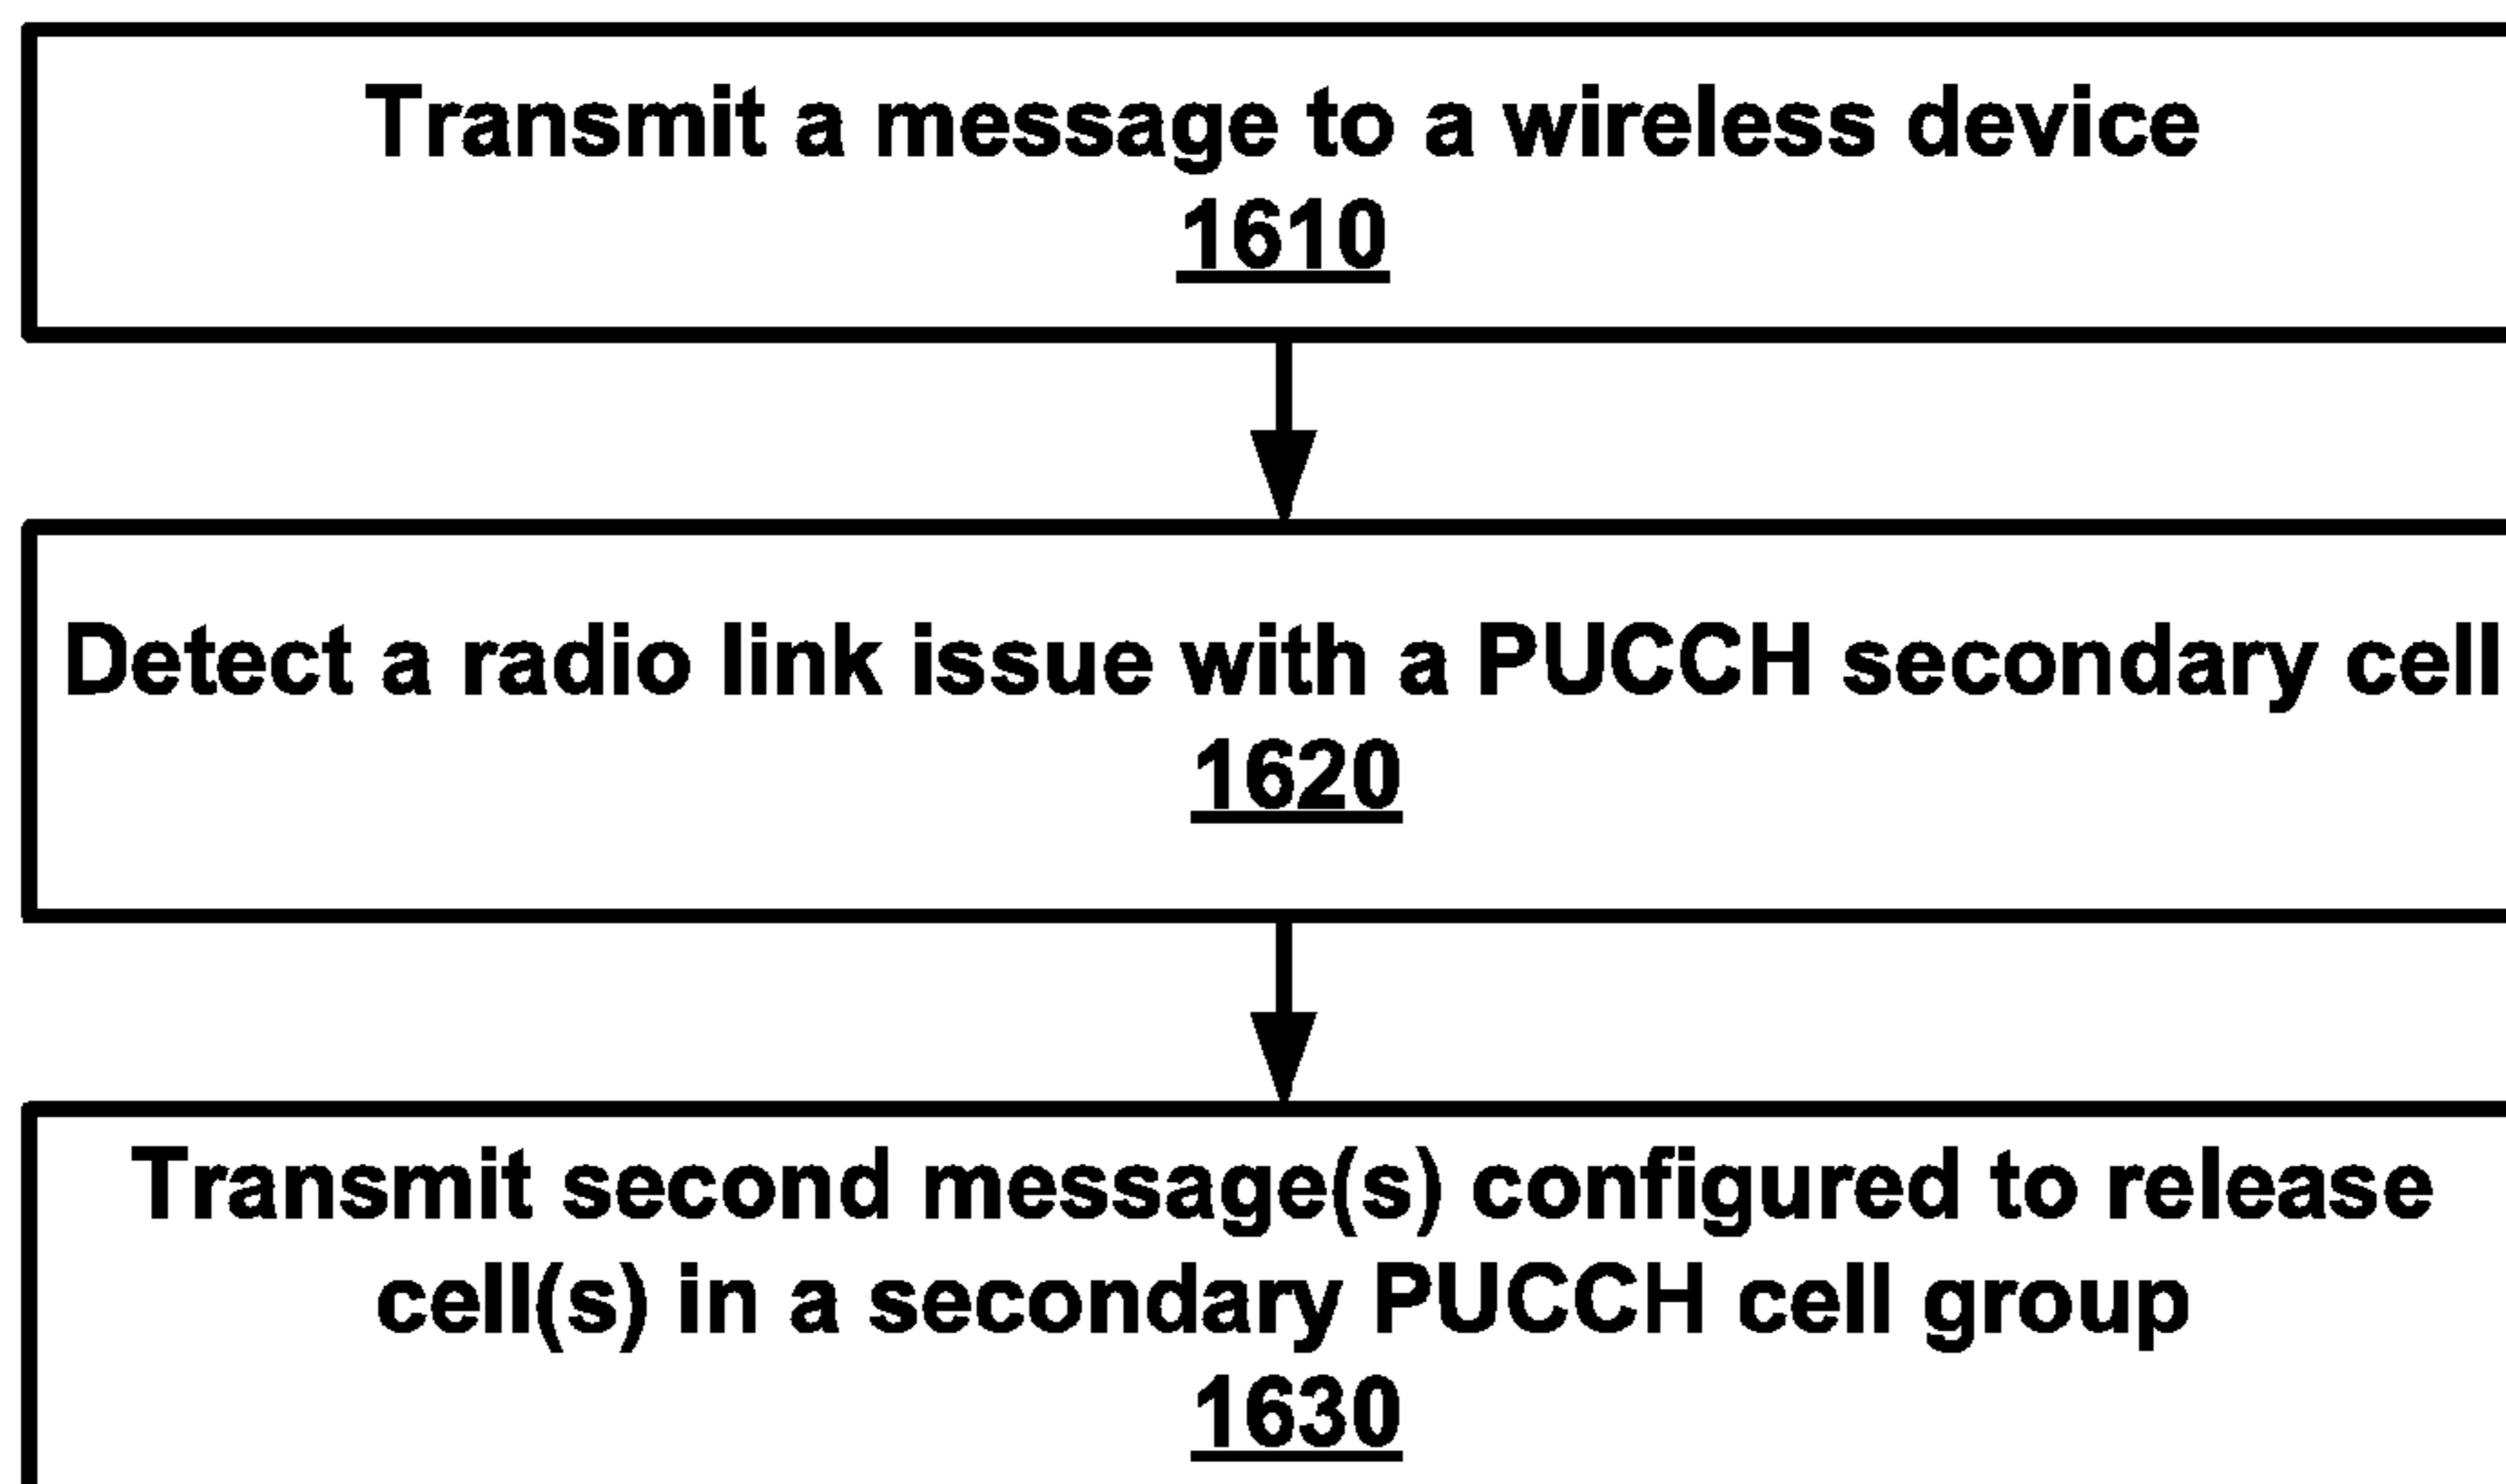 Transmit a message to a wireless device
1610
Detect a radio link issue with a PUCCH secondary cell
1620
Transmit second message(s) configured to release
cell(s) in a secondary PUCCH cell group
1630